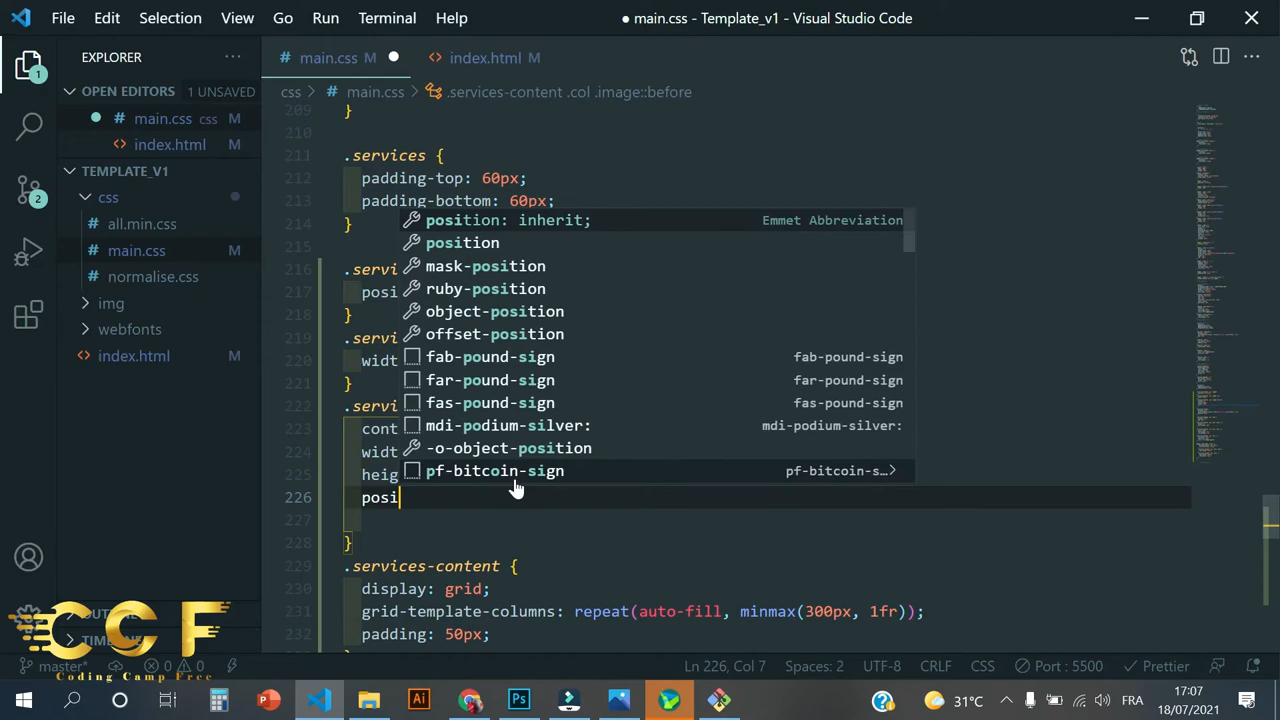 File Edit Selection View Go Run Terminal Help
● main.css - Template_v1 - Visual Studio Code
EXPLORER
# main.css M
<> index.html M
OPEN EDITORS 1 UNSAVED
css > # main.css > .services-content .col .image::before
# main.css css M
<> index.html M
TEMPLATE_V1
css
all.min.css
# main.css
# normalise.css
img
webfonts
<> index.html M
1
2
209 }
210
211 .services {
212 padding-top: 60px;
213 padding-bottom: 60px;
214 }
215
216 .servi
217 posi
218 }
219 .servi
220 widt
221 }
222 .servi
223 cont
224 widt
225 heig
226 posi
227
228 }
229 .services-content {
230 display: grid;
231 grid-template-columns: repeat(auto-fill, minmax(300px, 1fr));
232 padding: 50px;
position: inherit; Emmet Abbreviation
position
mask-position
ruby-position
object-position
offset-position
fab-pound-sign fab-pound-sign
far-pound-sign far-pound-sign
fas-pound-sign fas-pound-sign
mdi-podium-silver: mdi-podium-silver:
-o-object-position
pf-bitcoin-sign pf-bitcoin-s…>
CCF
Coding Camp Free
TIME
master* 0 0
Ln 226, Col 7 Spaces: 2 UTF-8 CRLF CSS Port : 5500 Prettier
31°C FRA 17:07
18/07/2021